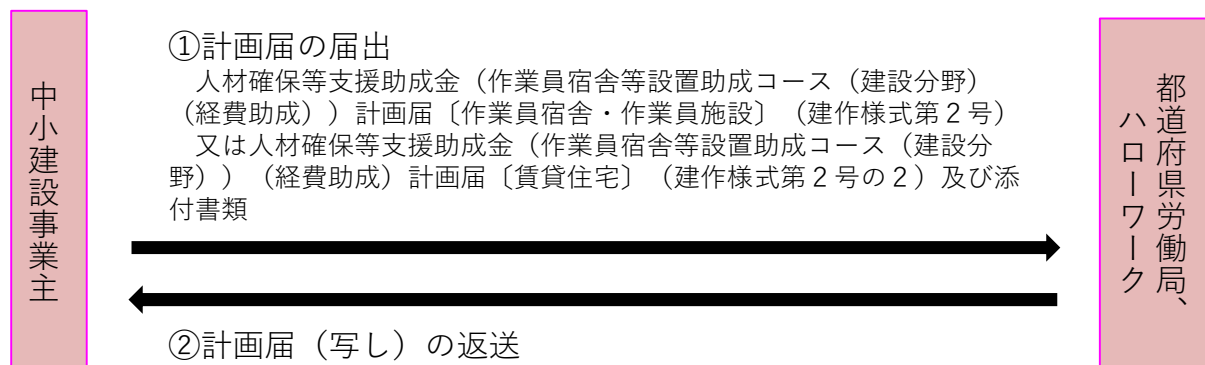 中小建設事業主
①計画届の届出
　人材確保等支援助成金（作業員宿舎等設置助成コース（建設分野）
（経費助成））計画届〔作業員宿舎・作業員施設〕（建作様式第２号）
　又は人材確保等支援助成金（作業員宿舎等設置助成コース（建設分
野））（経費助成）計画届〔賃貸住宅〕（建作様式第２号の２）及び添
付書類
②計画届（写し）の返送
都道府県労働局、
ハローワーク